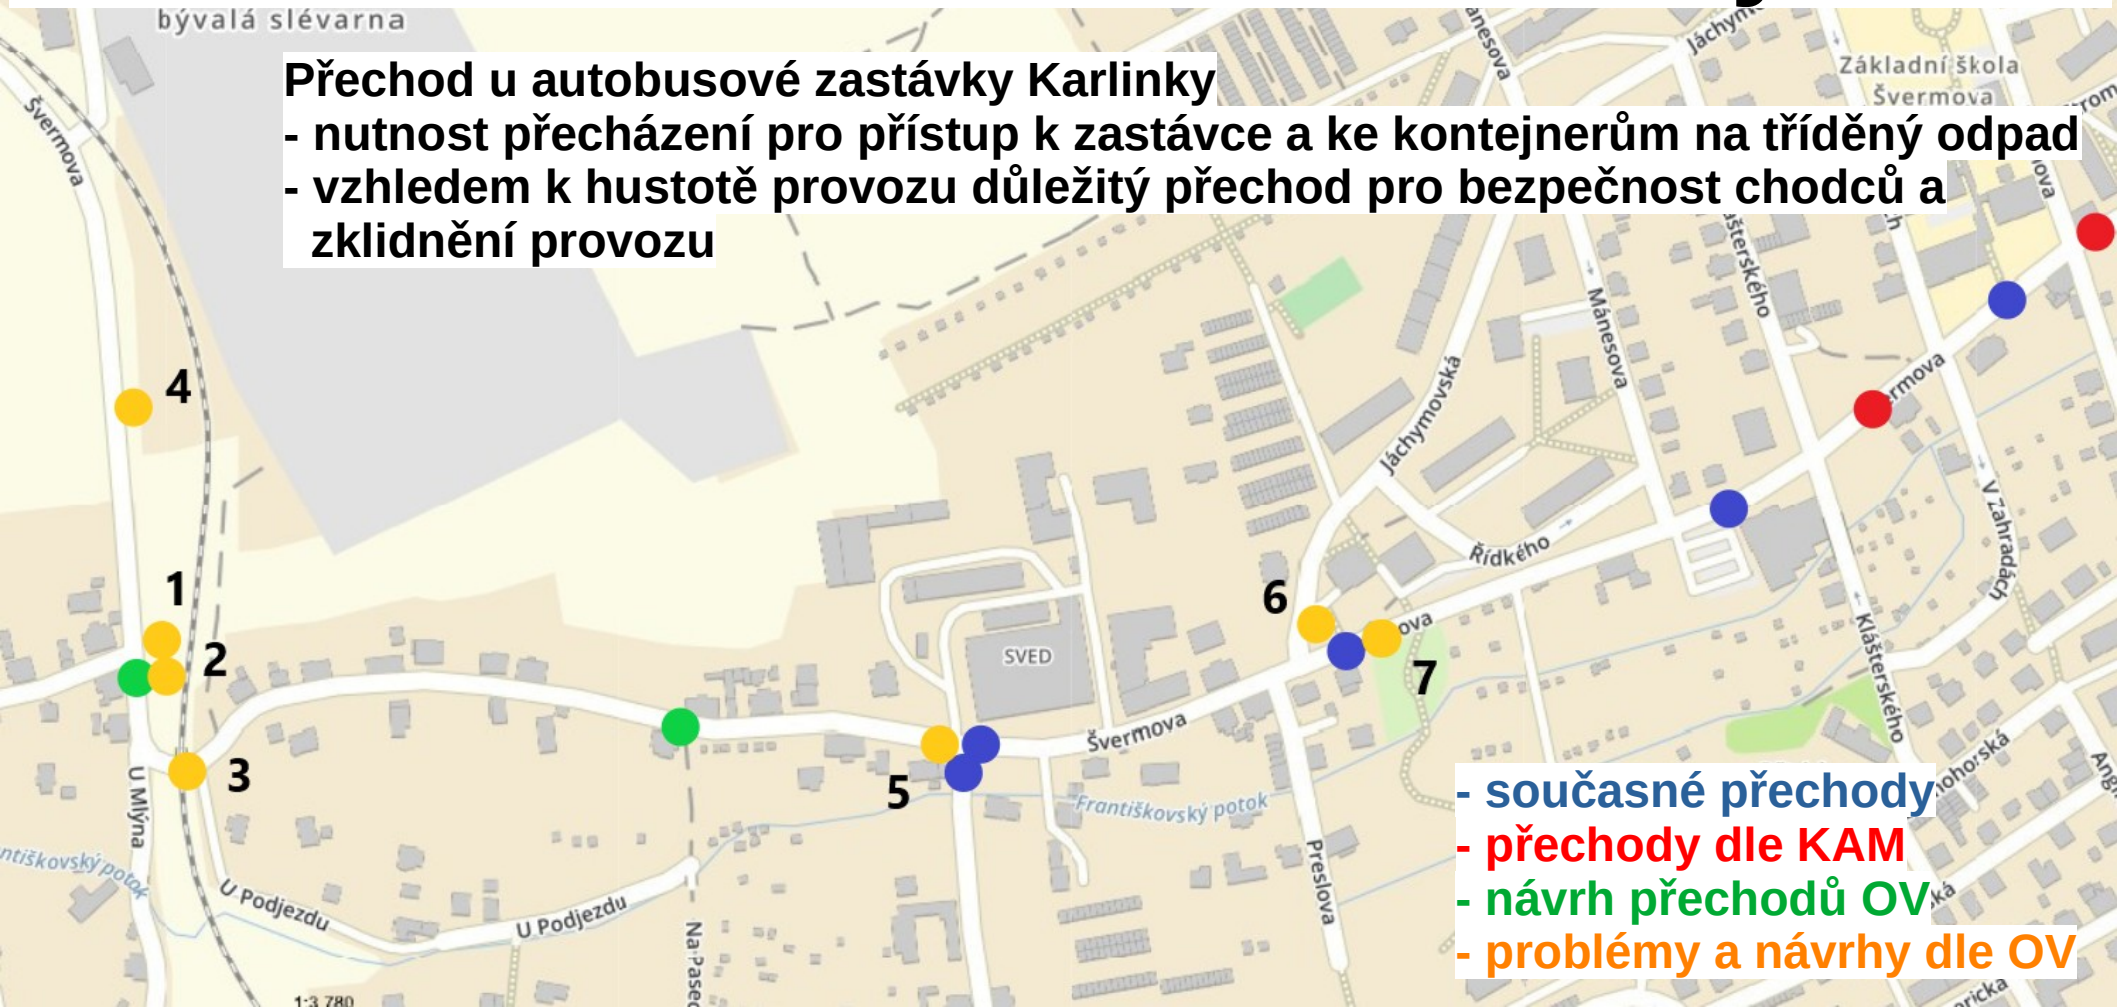 bývalá slévarna
Přechod u autobusové zastávky Karlinky
- nutnost přecházení pro přístup k zastávce a ke kontejnerům na tříděný odpad
- vzhledem k hustotě provozu důležitý přechod pro bezpečnost chodců a
zklidnění provozu
Základní škola
Švermova
Švermova
Mánesova
Jáchymovská
Řídkého
V Zahradách
Klášterského
4
1
2
3
5
6
7
SVED
Švermova
U Mlýna
Františkovský potok
Preslova
U Podjezdu
U Podjezdu
1:3 780
- současné přechody
- přechody dle KAM
- návrh přechodů OV
- problémy a návrhy dle OV